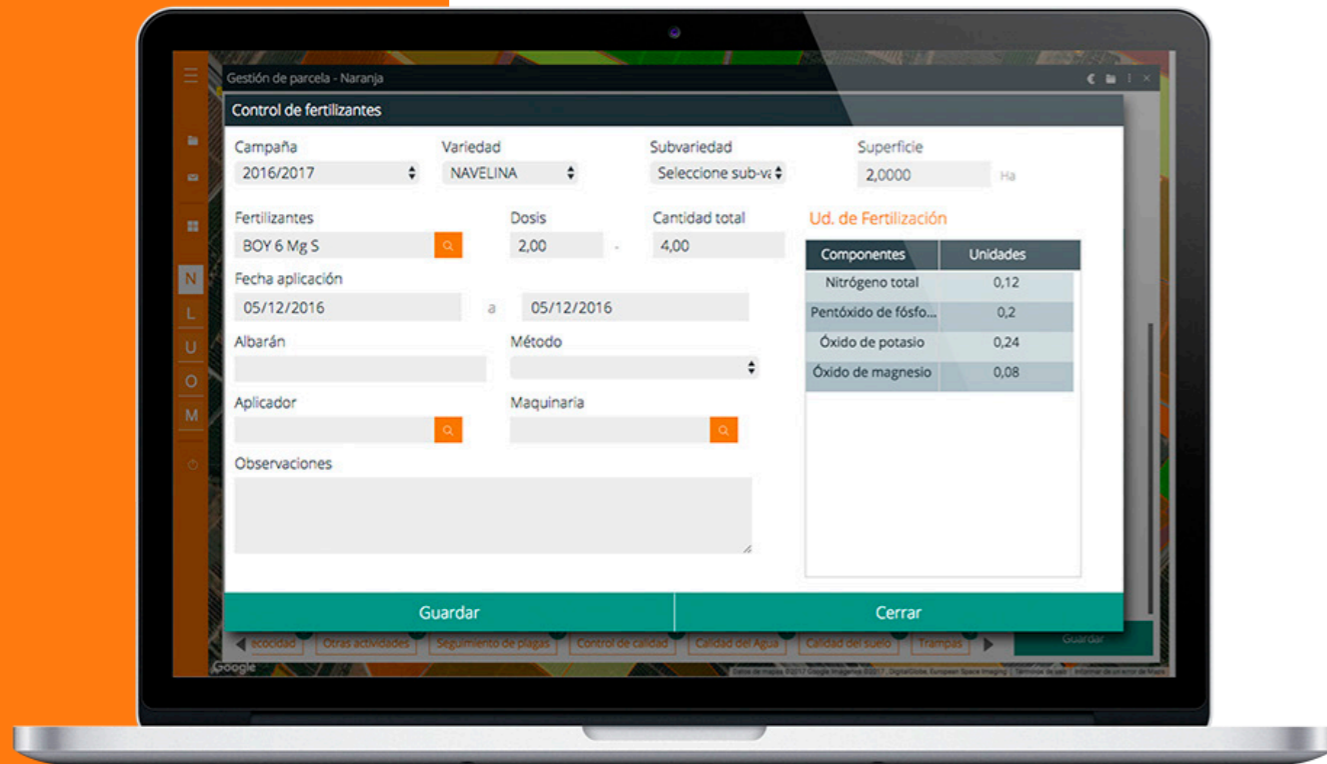 Gestión de parcela - Naranja
Control de fertilizantes
Campaña Variedad Subvariedad Superficie
2016/2017 NAVELINA Seleccione sub-va 2,0000 Ha
Fertilizantes Dosis Cantidad total Ud. de Fertilización
BOY 6 Mg S 2,00 - 4,00
Componentes Unidades
Nitrógeno total 0,12
Fecha aplicación
05/12/2016 a 05/12/2016
Pentóxido de fósfo... 0,2
Albarán Método
Óxido de potasio 0,24
Óxido de magnesio 0,08
Aplicador Maquinaria
Observaciones
N
L
U
O
M
Guardar Cerrar
ecocidad Otras actividades Seguimiento de plagas Control de calidad Calidad del Agua Calidad del suelo Trampas Guardar
Google